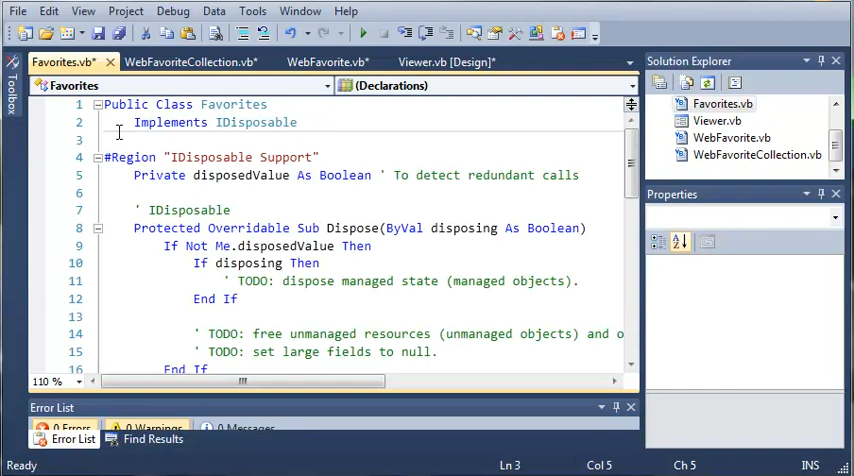 File Edit View Project Debug Data Tools Window Help
Favorites.vb* WebFavoriteCollection.vb* WebFavorite.vb* Viewer.vb [Design]*
Toolbox
Favorites (Declarations)
1 Public Class Favorites
2 Implements IDisposable
3
4 #Region "IDisposable Support"
5 Private disposedValue As Boolean ' To detect redundant calls
6
7 ' IDisposable
8 Protected Overridable Sub Dispose(ByVal disposing As Boolean)
9 If Not Me.disposedValue Then
10 If disposing Then
11 ' TODO: dispose managed state (managed objects).
12 End If
13
14 ' TODO: free unmanaged resources (unmanaged objects) and o
15 ' TODO: set large fields to null.
16 End If
110 %
Solution Explorer
Favorites.vb
Viewer.vb
WebFavorite.vb
WebFavoriteCollection.vb
Properties
Error List
0 Errors 0 Warnings 0 Messages
Error List Find Results
Ready Ln 3 Col 5 Ch 5 INS